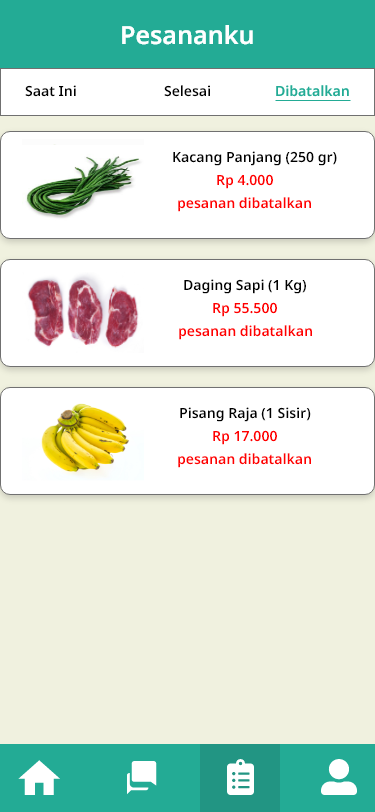 Pesananku
Saat Ini
Selesai
Dibatalkan
Kacang Panjang (250 gr)
Rp 4.000
pesanan dibatalkan
Daging Sapi (1 Kg)
Rp 55.500
pesanan dibatalkan
Pisang Raja (1 Sisir)
Rp 17.000
pesanan dibatalkan